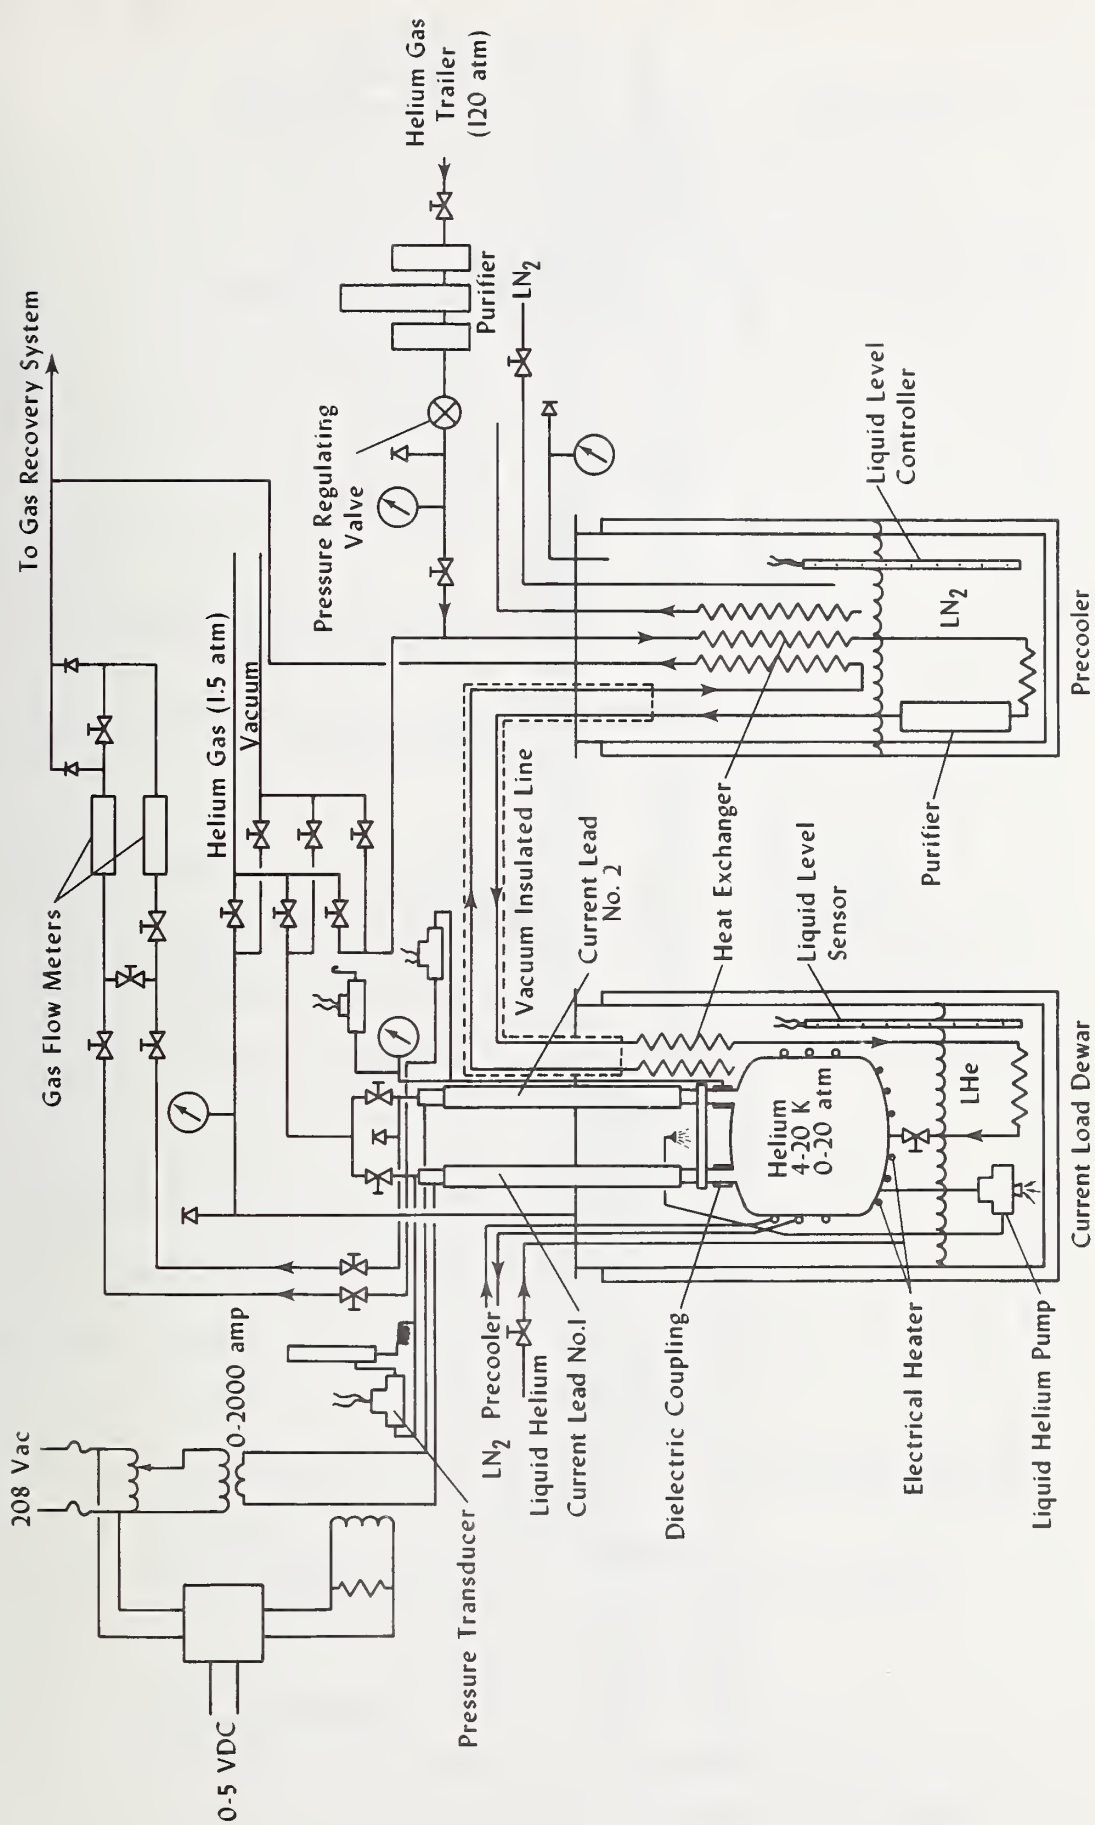 208 Vac
0-5 VDC
0-2000 amp
Pressure Transducer
Gas Flow Meters
To Gas Recovery System
Helium Gas (1.5 atm)
Vacuum
Pressure Regulating
Valve
Helium Gas
Trailer
(120 atm)
Purifier
LN2
Vacuum Insulated Line
Current Lead
No. 2
LN2 Precooler
Liquid Helium
Current Lead No.1
Dielectric Coupling
Electrical Heater
Liquid Helium Pump
Helium
4-20 K
0-20 atm
LHe
Current Load Dewar
Heat Exchanger
Liquid Level
Sensor
Purifier
Liquid Level
Controller
LN2
Precooler